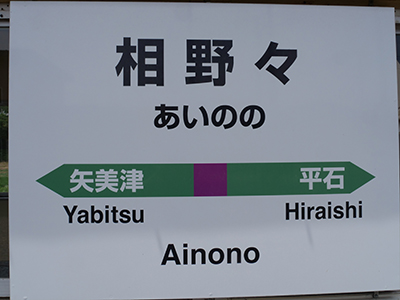 相野々
あいのの
矢美津 平石
Yabitsu Hiraishi
Ainono